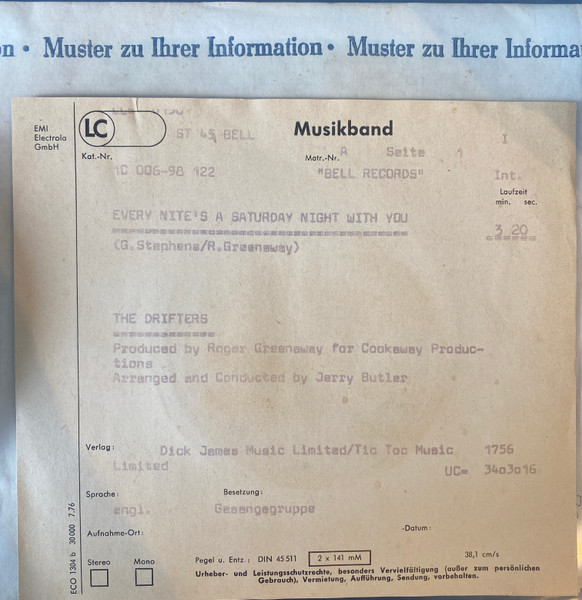 • Muster zu Ihrer Information • Muster zu Ihrer Informa
EMI
Electrola
GmbH
LC
ST 45 BELL
Musikband
I
Kat.-Nr.
Matr.-Nr. A Seite 1
1C 006-98 122
"BELL RECORDS"
Int.
Laufzeit
min. sec.
EVERY NITE'S A SATURDAY NIGHT WITH YOU
3 20
(G.Stephens/R.Greenaway)
THE DRIFTERS
Produced by Roger Greenaway for Cookaway Produc-
tions
Arranged and Conducted by Jerry Butler
Verlag:
Dick James Music Limited/Tic Toc Music
1756
Limited
UC= 34o3o16
Sprache:
Besetzung:
engl.
Gesangsgruppe
Aufnahme-Ort:
-Datum:
Stereo
Mono
Pegel u. Entz.: DIN 45511
2 x 141 mM
38,1 cm/s
Urheber- und Leistungsschutzrechte, besonders Vervielfältigung (außer zum persönlichen
Gebrauch), Vermietung, Aufführung, Sendung, vorbehalten.
ECO 1304 b 30 000 7.76